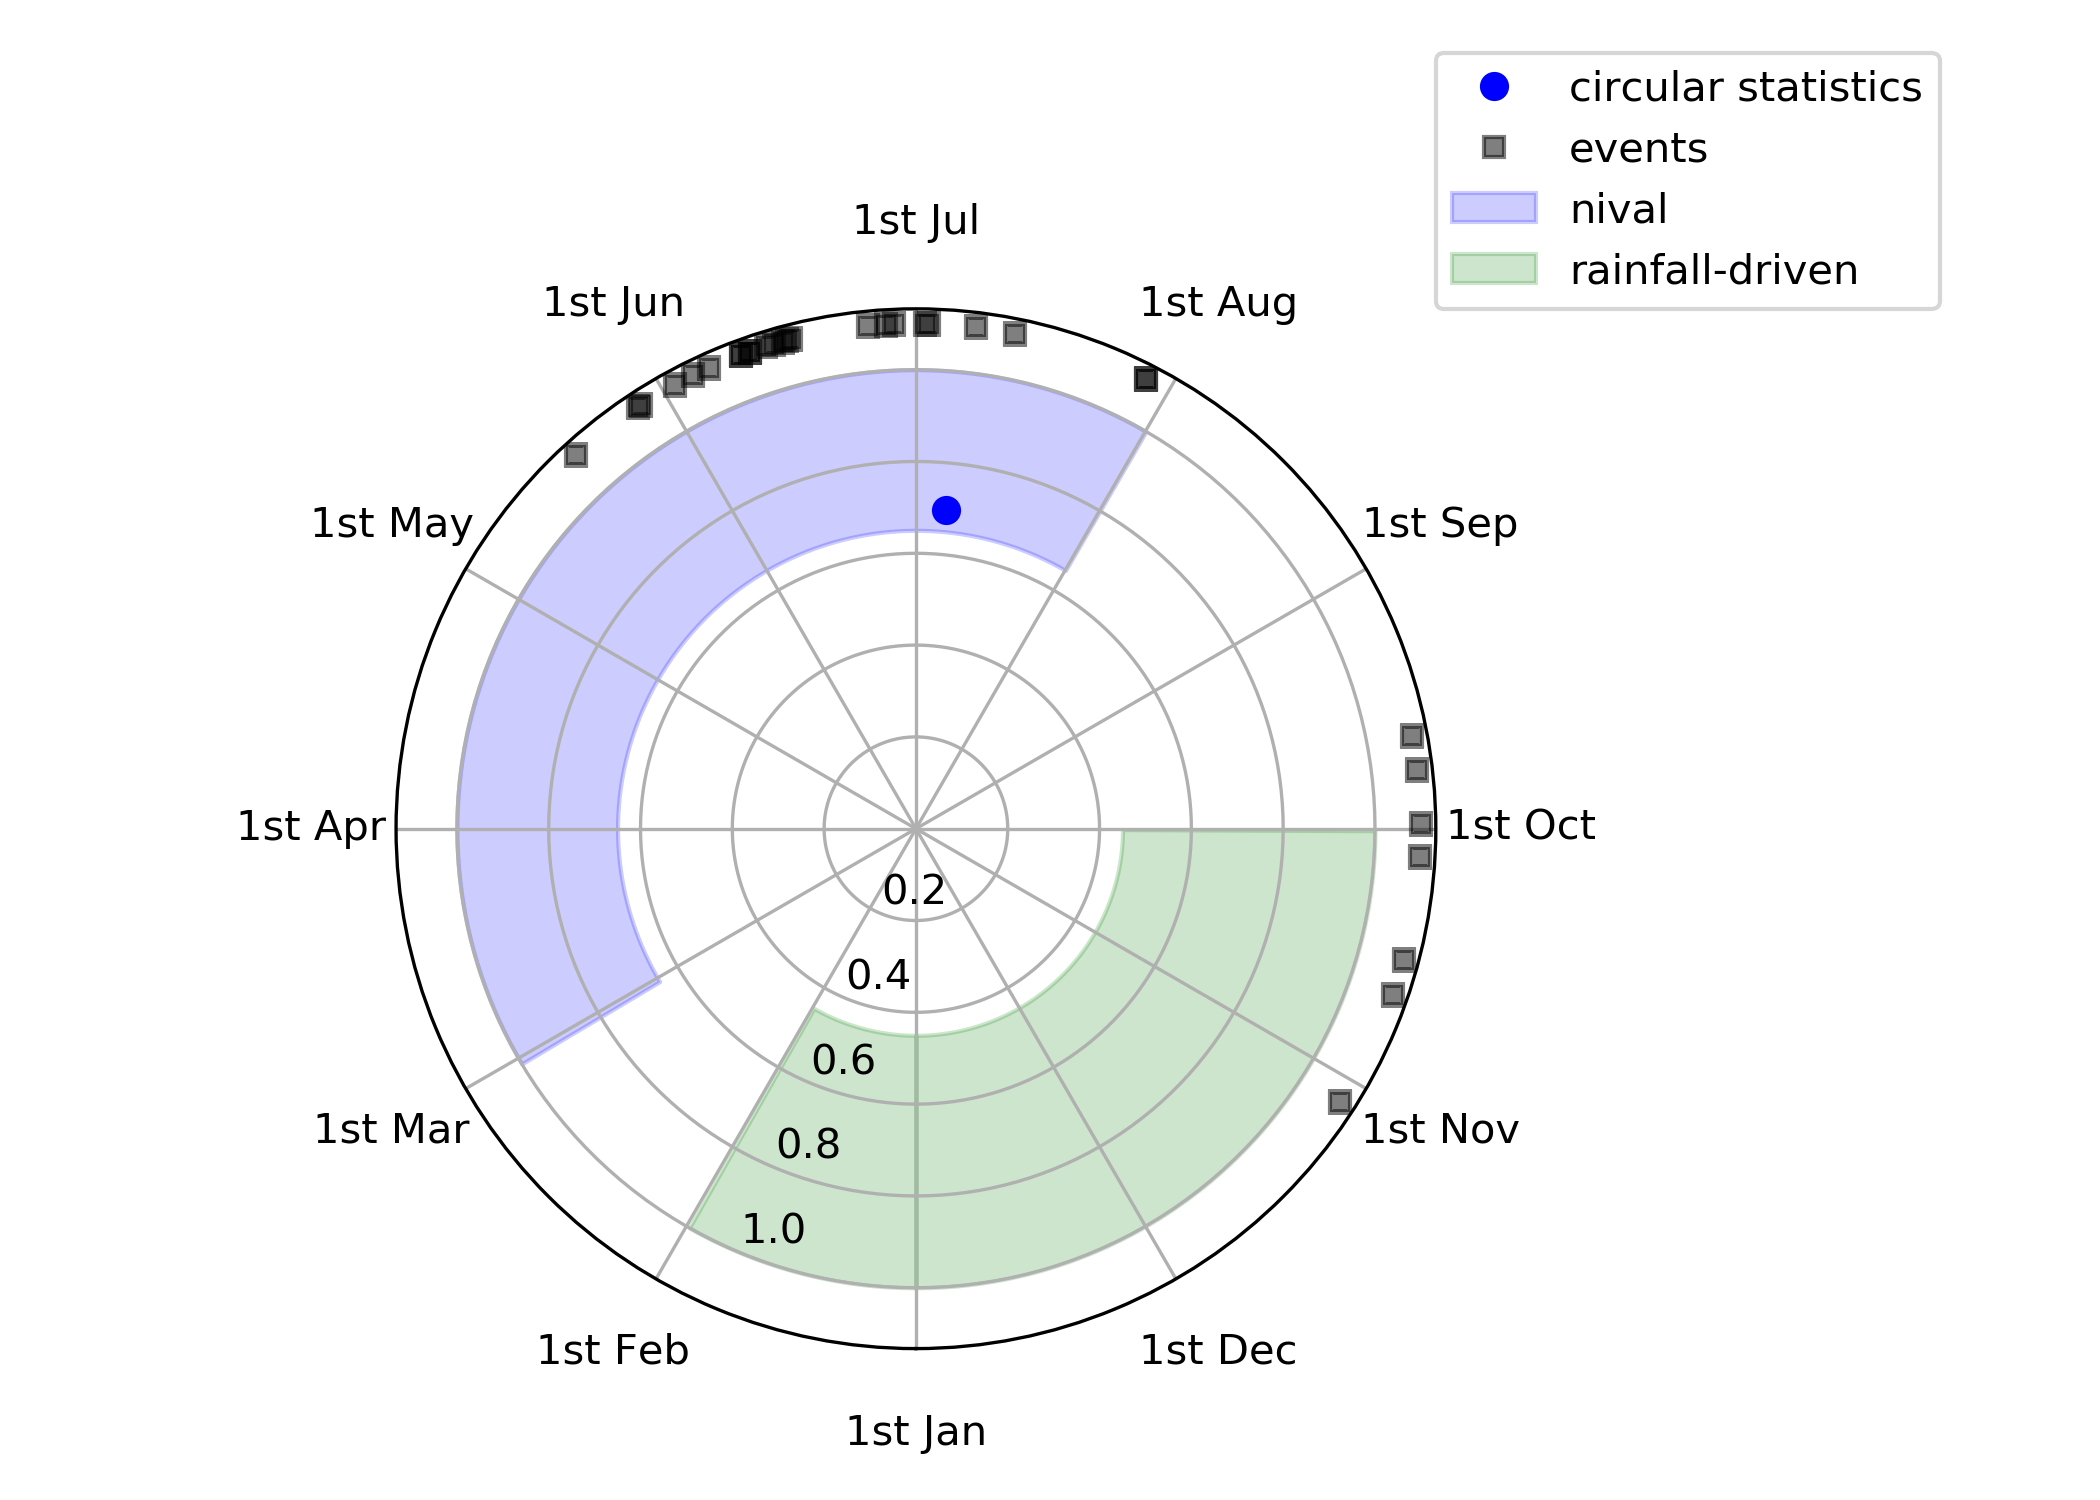 circular statistics
events
nival
rainfall-driven
1st Jul
1st Jun
1st Aug
1st May
1st Sep
1st Apr
1st Oct
0.2
0.4
0.6
0.8
1.0
1st Mar
1st Nov
1st Feb
1st Dec
1st Jan